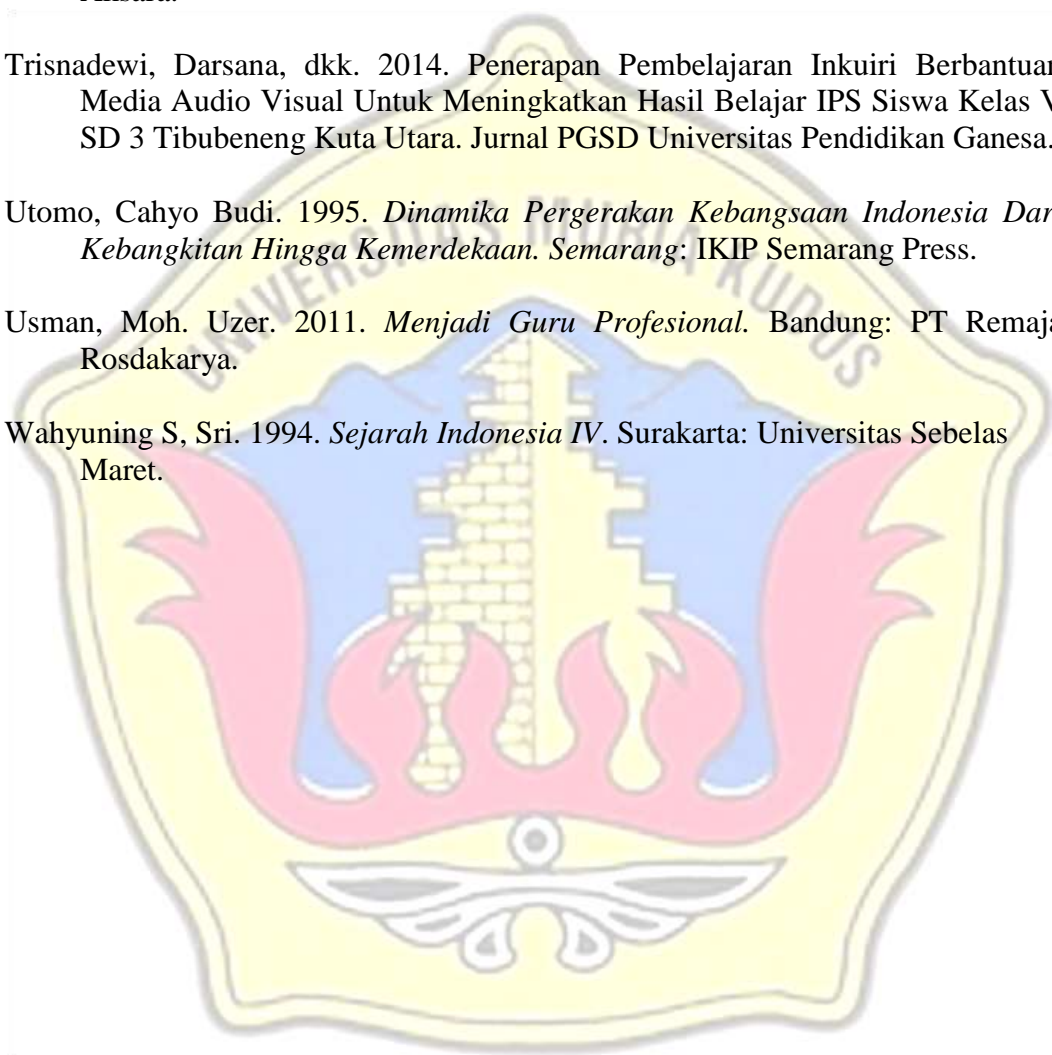 Trisnadewi, Darsana, dkk. 2014. Penerapan Pembelajaran Inkuiri Berbantuan
Media Audio Visual Untuk Meningkatkan Hasil Belajar IPS Siswa Kelas V
SD 3 Tibubeneng Kuta Utara. Jurnal PGSD Universitas Pendidikan Ganesa.
Utomo, Cahyo Budi. 1995. Dinamika Pergerakan Kebangsaan Indonesia Dari
Kebangkitan Hingga Kemerdekaan. Semarang: IKIP Semarang Press.
Usman, Moh. Uzer. 2011. Menjadi Guru Profesional. Bandung: PT Remaja
Rosdakarya.
Wahyuning S, Sri. 1994. Sejarah Indonesia IV. Surakarta: Universitas Sebelas
Maret.
UNIVERSITAS MURIA KUDUS